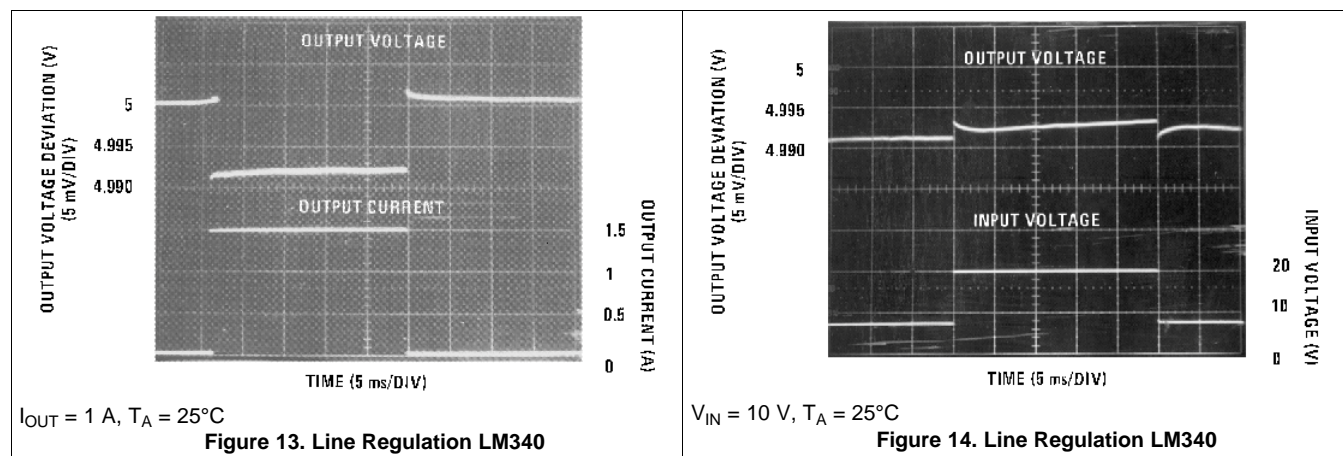 OUTPUT VOLTAGE
OUTPUT VOLTAGE DEVIATION (V)
(5 mV/DIV)
5
4.995
4.990
OUTPUT CURRENT
1.5
1
0.5
0
OUTPUT CURRENT (A)
TIME (5 ms/DIV)
IOUT = 1 A, TA = 25°C
Figure 13. Line Regulation LM340
OUTPUT VOLTAGE
OUTPUT VOLTAGE DEVIATION (V)
(5 mV/DIV)
5
4.995
4.990
INPUT VOLTAGE
20
10
0
INPUT VOLTAGE
(V)
TIME (5 ms/DIV)
VIN = 10 V, TA = 25°C
Figure 14. Line Regulation LM340